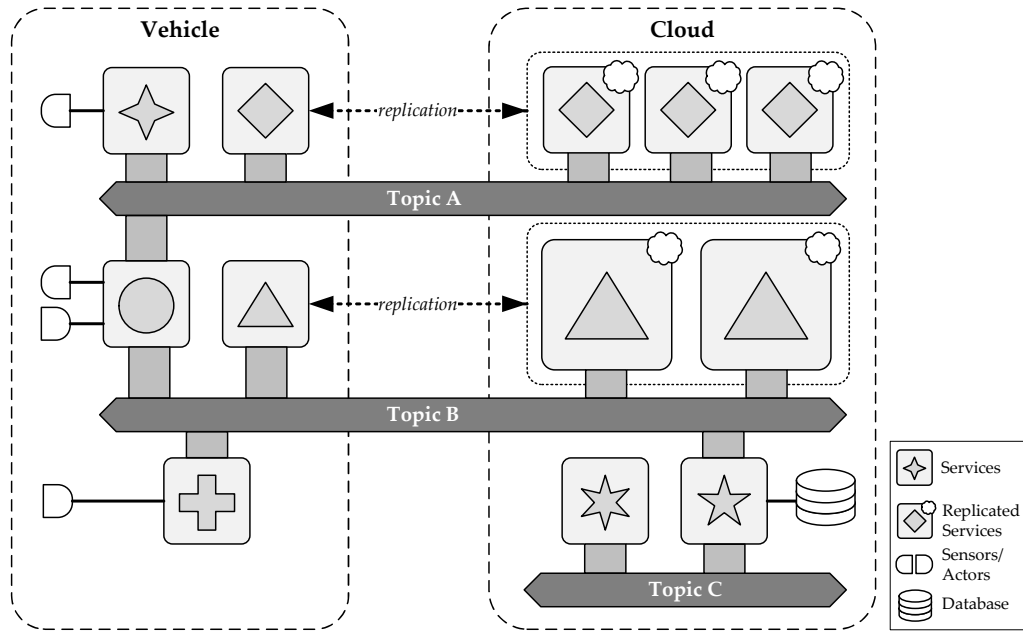 Vehicle
Cloud
replication
Topic A
replication
Topic B
Topic C
Services
Replicated
Services
Sensors/
Actors
Database